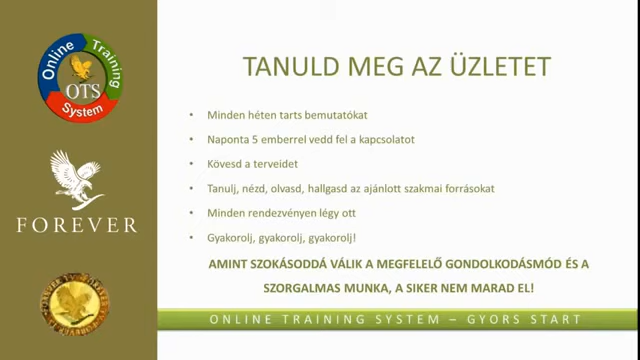 Online Training
OTS
System
FOREVER
TANULD MEG AZ ÜZLETET
• Minden héten tarts bemutatókat
• Naponta 5 emberrel vedd fel a kapcsolatot
• Kövesd a terveidet
• Tanulj, nézd, olvasd, hallgasd az ajánlott szakmai forrásokat
• Minden rendezvényen légy ott
• Gyakorolj, gyakorolj, gyakorolj!
AMINT SZOKÁSODDÁ VÁLIK A MEGFELELŐ GONDOLKODÁSMÓD ÉS A
SZORGALMAS MUNKA, A SIKER NEM MARAD EL!
ONLINE TRAINING SYSTEM – GYORS START